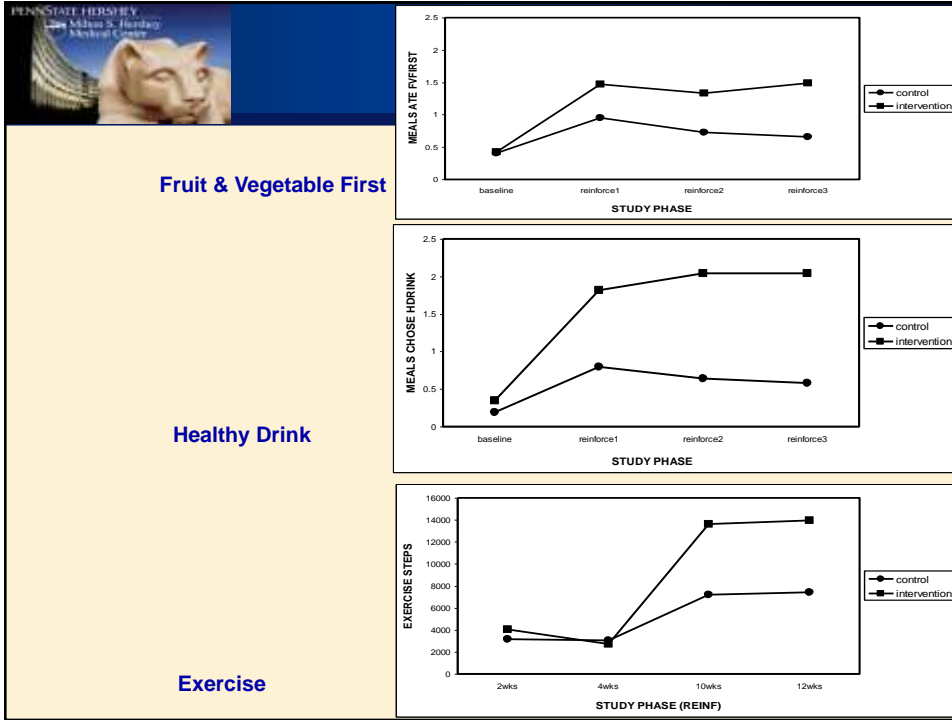 PENNSTATE HERSHEY
Milton S. Hershey
Medical Center
MEALS ATE FVFIRST
2.5
2
1.5
1
0.5
0
baseline reinforce1 reinforce2 reinforce3
STUDY PHASE
control
intervention
Fruit & Vegetable First
MEALS CHOSE HDRINK
2.5
2
1.5
1
0.5
0
baseline reinforce1 reinforce2 reinforce3
STUDY PHASE
control
intervention
Healthy Drink
EXERCISE STEPS
16000
14000
12000
10000
8000
6000
4000
2000
0
2wks 4wks 10wks 12wks
STUDY PHASE (REINF)
control
intervention
Exercise